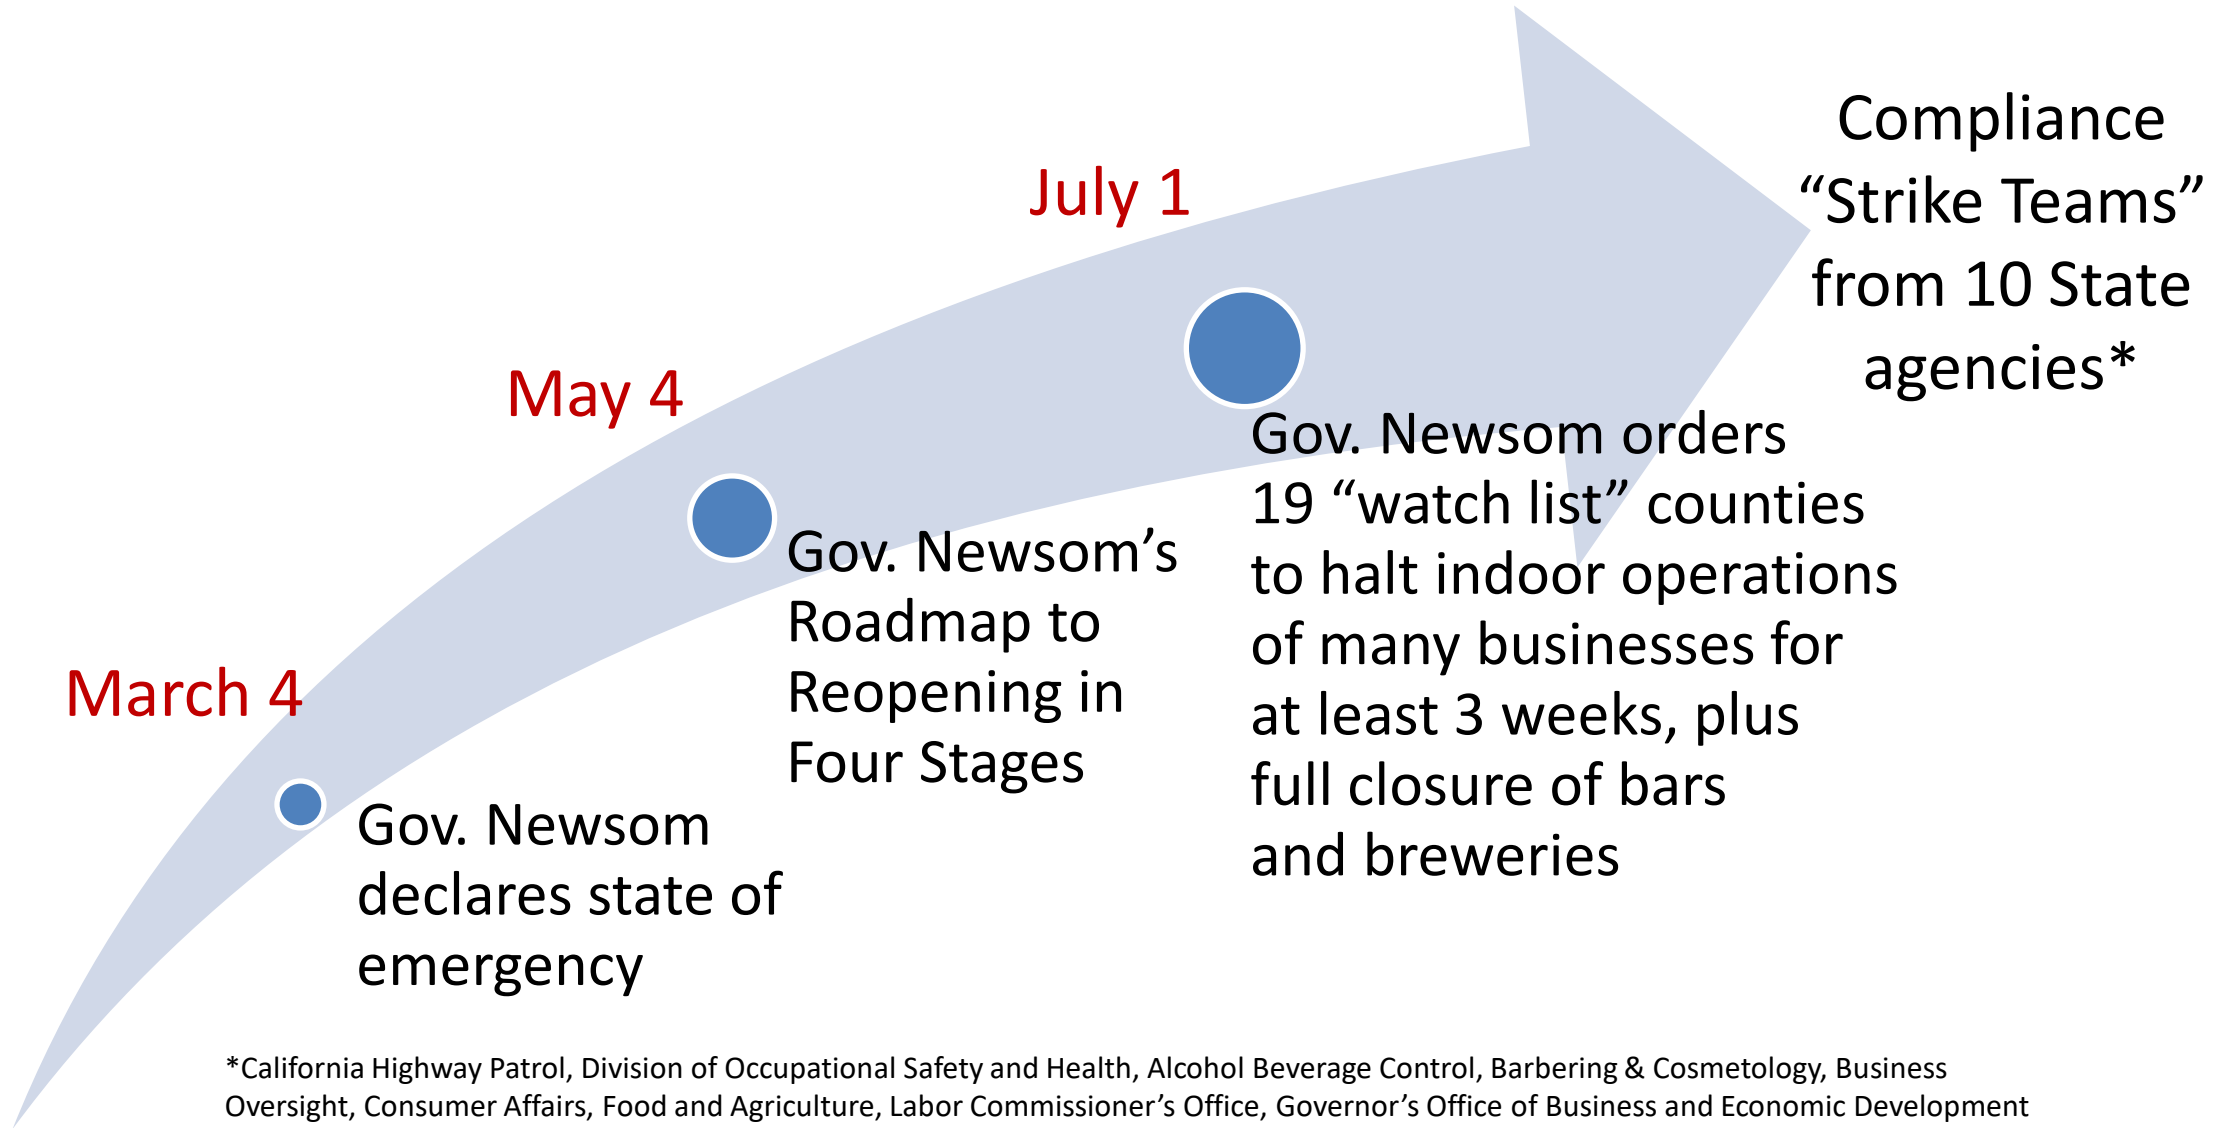 March 4
Gov. Newsom
declares state of
emergency
May 4
Gov. Newsom’s
Roadmap to
Reopening in
Four Stages
July 1
Gov. Newsom orders
19 “watch list” counties
to halt indoor operations
of many businesses for
at least 3 weeks, plus
full closure of bars
and breweries
Compliance
“Strike Teams”
from 10 State
agencies*
*California Highway Patrol, Division of Occupational Safety and Health, Alcohol Beverage Control, Barbering & Cosmetology, Business
Oversight, Consumer Affairs, Food and Agriculture, Labor Commissioner’s Office, Governor’s Office of Business and Economic Development